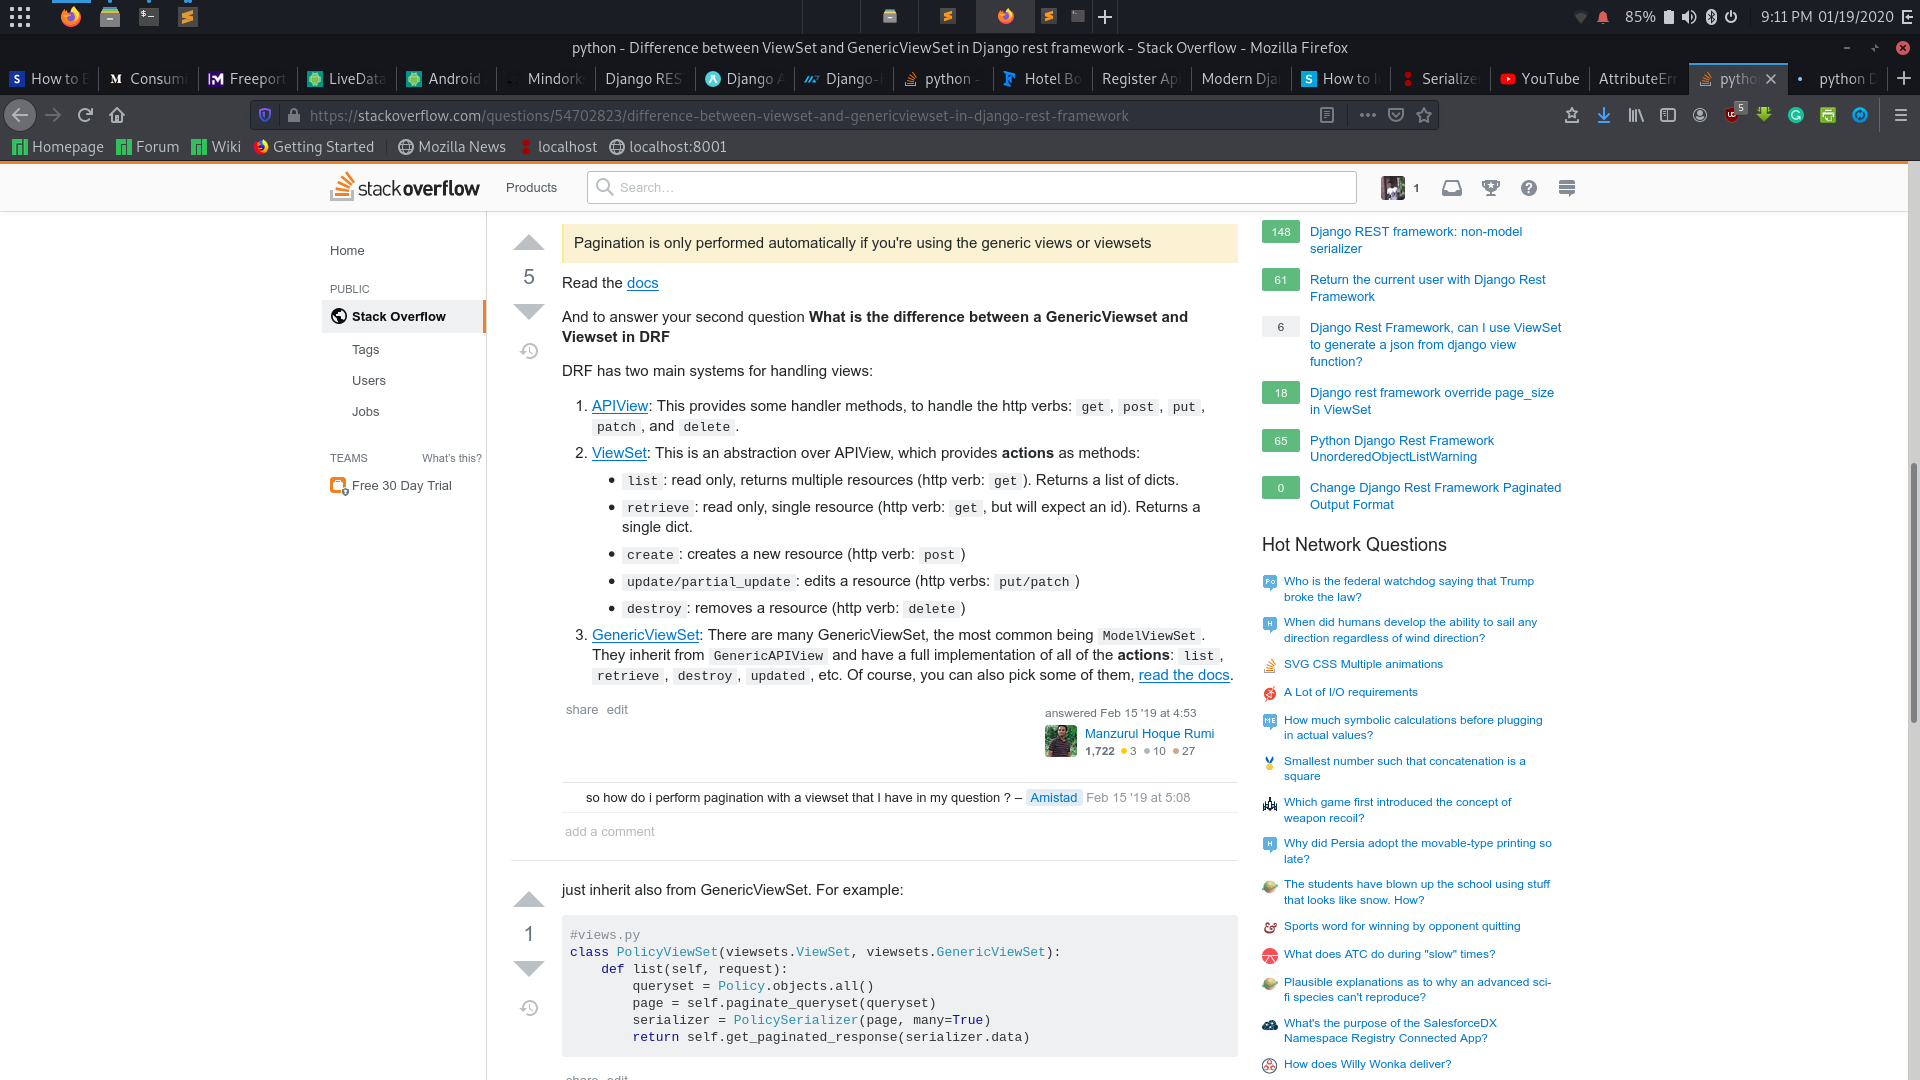 85%
9:11 PM 01/19/2020
python - Difference between ViewSet and GenericViewSet in Django rest framework - Stack Overflow - Mozilla Firefox
How to
Consum
Freeport
LiveData
Android
Mindork
Django RES
Django
Django-
python -
Hotel Bo
Register Ap
Modern Dja
How to
Serialize
YouTube
AttributeErr
pytho
python D
https://stackoverflow.com/questions/54702823/difference-between-viewset-and-genericviewset-in-django-rest-framework
5
Homepage
Forum
Wiki
Getting Started
Mozilla News
localhost
localhost:8001
stackoverflow
Products
Search…
1
Home
PUBLIC
Stack Overflow
Tags
Users
Jobs
TEAMS
What's this?
Free 30 Day Trial
5
Pagination is only performed automatically if you're using the generic views or viewsets
Read the docs
And to answer your second question What is the difference between a GenericViewset and
Viewset in DRF
DRF has two main systems for handling views:
1. APIView: This provides some handler methods, to handle the http verbs: get, post, put,
patch, and delete.
2. ViewSet: This is an abstraction over APIView, which provides actions as methods:
• list: read only, returns multiple resources (http verb: get). Returns a list of dicts.
• retrieve: read only, single resource (http verb: get, but will expect an id). Returns a
single dict.
• create: creates a new resource (http verb: post)
• update/partial_update: edits a resource (http verbs: put/patch)
• destroy: removes a resource (http verb: delete)
3. GenericViewSet: There are many GenericViewSet, the most common being ModelViewSet.
They inherit from GenericAPIView and have a full implementation of all of the actions: list,
retrieve, destroy, updated, etc. Of course, you can also pick some of them, read the docs.
share edit
answered Feb 15 '19 at 4:53
Manzurul Hoque Rumi
1,722 ● 3 ● 10 ● 27
so how do i perform pagination with a viewset that I have in my question ? – Amistad Feb 15 '19 at 5:08
add a comment
1
just inherit also from GenericViewSet. For example:
#views.py
class PolicyViewSet(viewsets.ViewSet, viewsets.GenericViewSet):
    def list(self, request):
        queryset = Policy.objects.all()
        page = self.paginate_queryset(queryset)
        serializer = PolicySerializer(page, many=True)
        return self.get_paginated_response(serializer.data)
share edit
148 Django REST framework: non-model
serializer
61 Return the current user with Django Rest
Framework
6 Django Rest Framework, can I use ViewSet
to generate a json from django view
function?
18 Django rest framework override page_size
in ViewSet
65 Python Django Rest Framework
UnorderedObjectListWarning
0 Change Django Rest Framework Paginated
Output Format
Hot Network Questions
Who is the federal watchdog saying that Trump
broke the law?
When did humans develop the ability to sail any
direction regardless of wind direction?
SVG CSS Multiple animations
A Lot of I/O requirements
How much symbolic calculations before plugging
in actual values?
Smallest number such that concatenation is a
square
Which game first introduced the concept of
weapon recoil?
Why did Persia adopt the movable-type printing so
late?
The students have blown up the school using stuff
that looks like snow. How?
Sports word for winning by opponent quitting
What does ATC do during "slow" times?
Plausible explanations as to why an advanced sci-
fi species can't reproduce?
What's the purpose of the SalesforceDX
Namespace Registry Connected App?
How does Willy Wonka deliver?